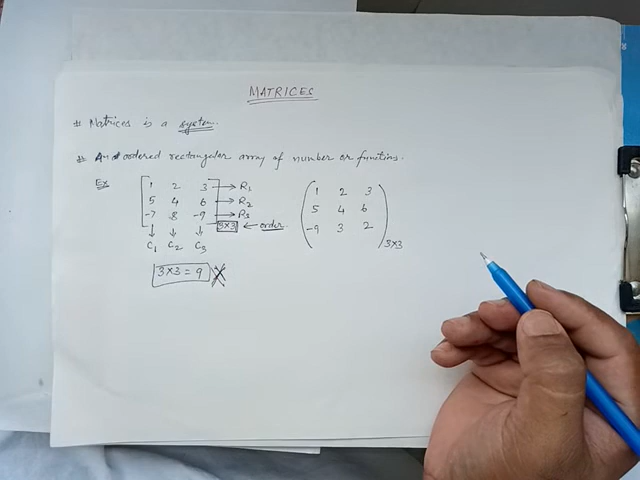 MATRICES
# Matrices is a system.
# An ordered rectangular array of number or functions.
Ex
1 2 3 → R1
5 4 6 → R2
-7 8 -9 → R3
3×3 ← order
↓ ↓ ↓
C1 C2 C3
3×3 = 9 X
1 2 3
5 4 6
-9 3 2
3×3